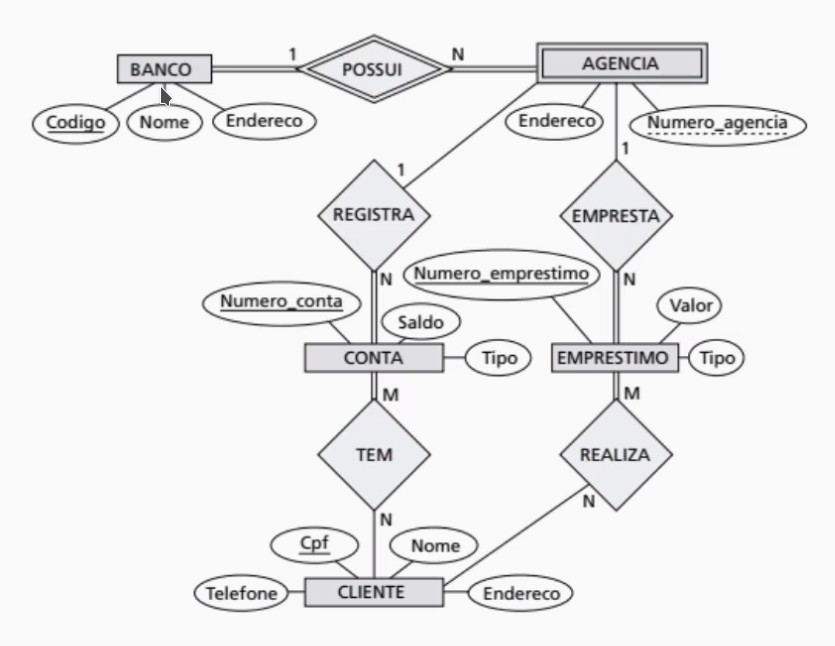 1
N
BANCO
POSSUI
AGENCIA
Codigo
Nome
Endereco
Endereco
Numero_agencia
1
1
REGISTRA
EMPRESTA
N
Numero_emprestimo
N
Numero_conta
Saldo
Valor
CONTA
Tipo
EMPRESTIMO
Tipo
M
M
TEM
REALIZA
N
N
Cpf
Nome
Telefone
CLIENTE
Endereco